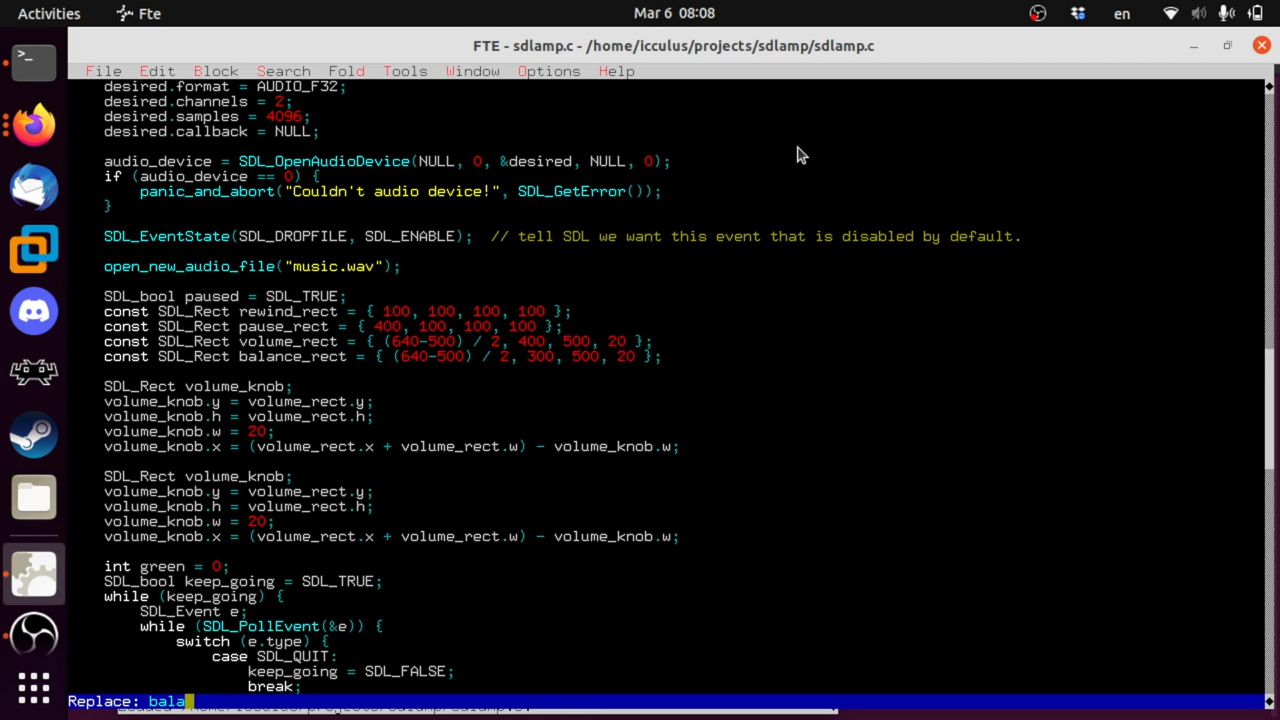 Activities
Fte
Mar 6 08:08
en
FTE - sdlamp.c - /home/icculus/projects/sdlamp/sdlamp.c
File Edit Block Search Fold Tools Window Options Help
desired.format = AUDIO_F32;
desired.channels = 2;
desired.samples = 4096;
desired.callback = NULL;
audio_device = SDL_OpenAudioDevice(NULL, 0, &desired, NULL, 0);
if (audio_device == 0) {
panic_and_abort("Couldn't audio device!", SDL_GetError());
}
SDL_EventState(SDL_DROPFILE, SDL_ENABLE);  // tell SDL we want this event that is disabled by default.
open_new_audio_file("music.wav");
SDL_bool paused = SDL_TRUE;
const SDL_Rect rewind_rect = { 100, 100, 100, 100 };
const SDL_Rect pause_rect = { 400, 100, 100, 100 };
const SDL_Rect volume_rect = { (640-500) / 2, 400, 500, 20 };
const SDL_Rect balance_rect = { (640-500) / 2, 300, 500, 20 };
SDL_Rect volume_knob;
volume_knob.y = volume_rect.y;
volume_knob.h = volume_rect.h;
volume_knob.w = 20;
volume_knob.x = (volume_rect.x + volume_rect.w) - volume_knob.w;
SDL_Rect volume_knob;
volume_knob.y = volume_rect.y;
volume_knob.h = volume_rect.h;
volume_knob.w = 20;
volume_knob.x = (volume_rect.x + volume_rect.w) - volume_knob.w;
int green = 0;
SDL_bool keep_going = SDL_TRUE;
while (keep_going) {
SDL_Event e;
while (SDL_PollEvent(&e)) {
switch (e.type) {
case SDL_QUIT:
keep_going = SDL_FALSE;
break;
Replace: bala